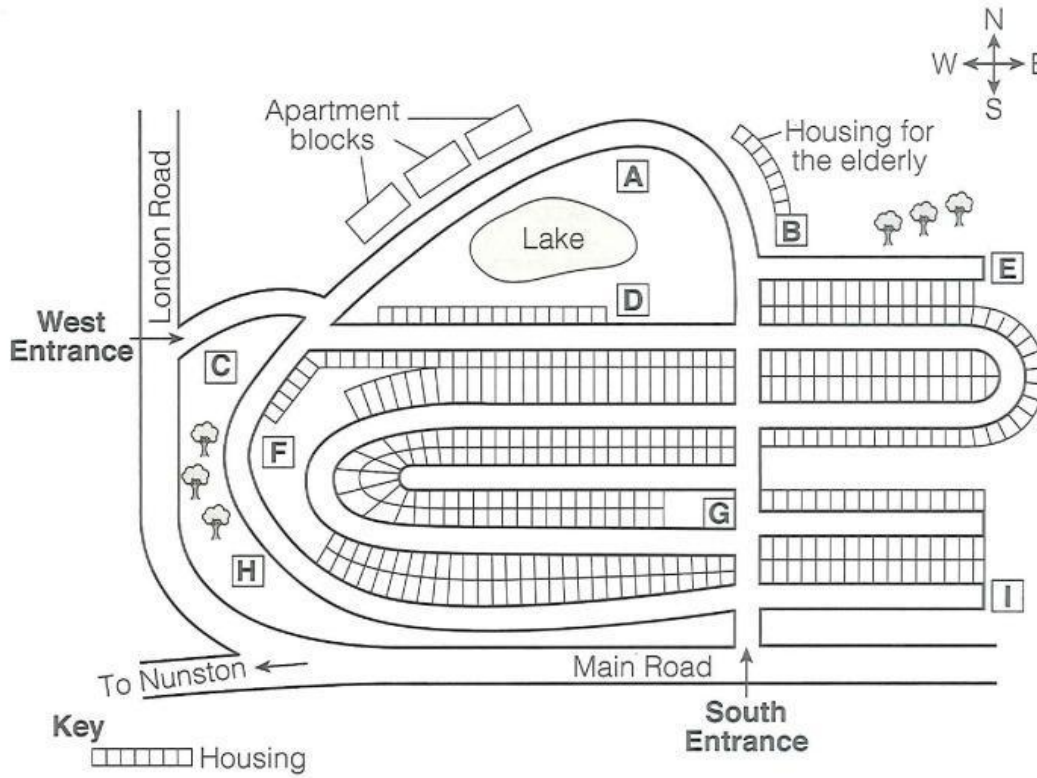 N
W
E
S
Apartment
blocks
Housing for
the elderly
A
London Road
B
Lake
E
D
West
Entrance
C
F
G
H
I
Main Road
To Nunston
South
Entrance
Key
Housing